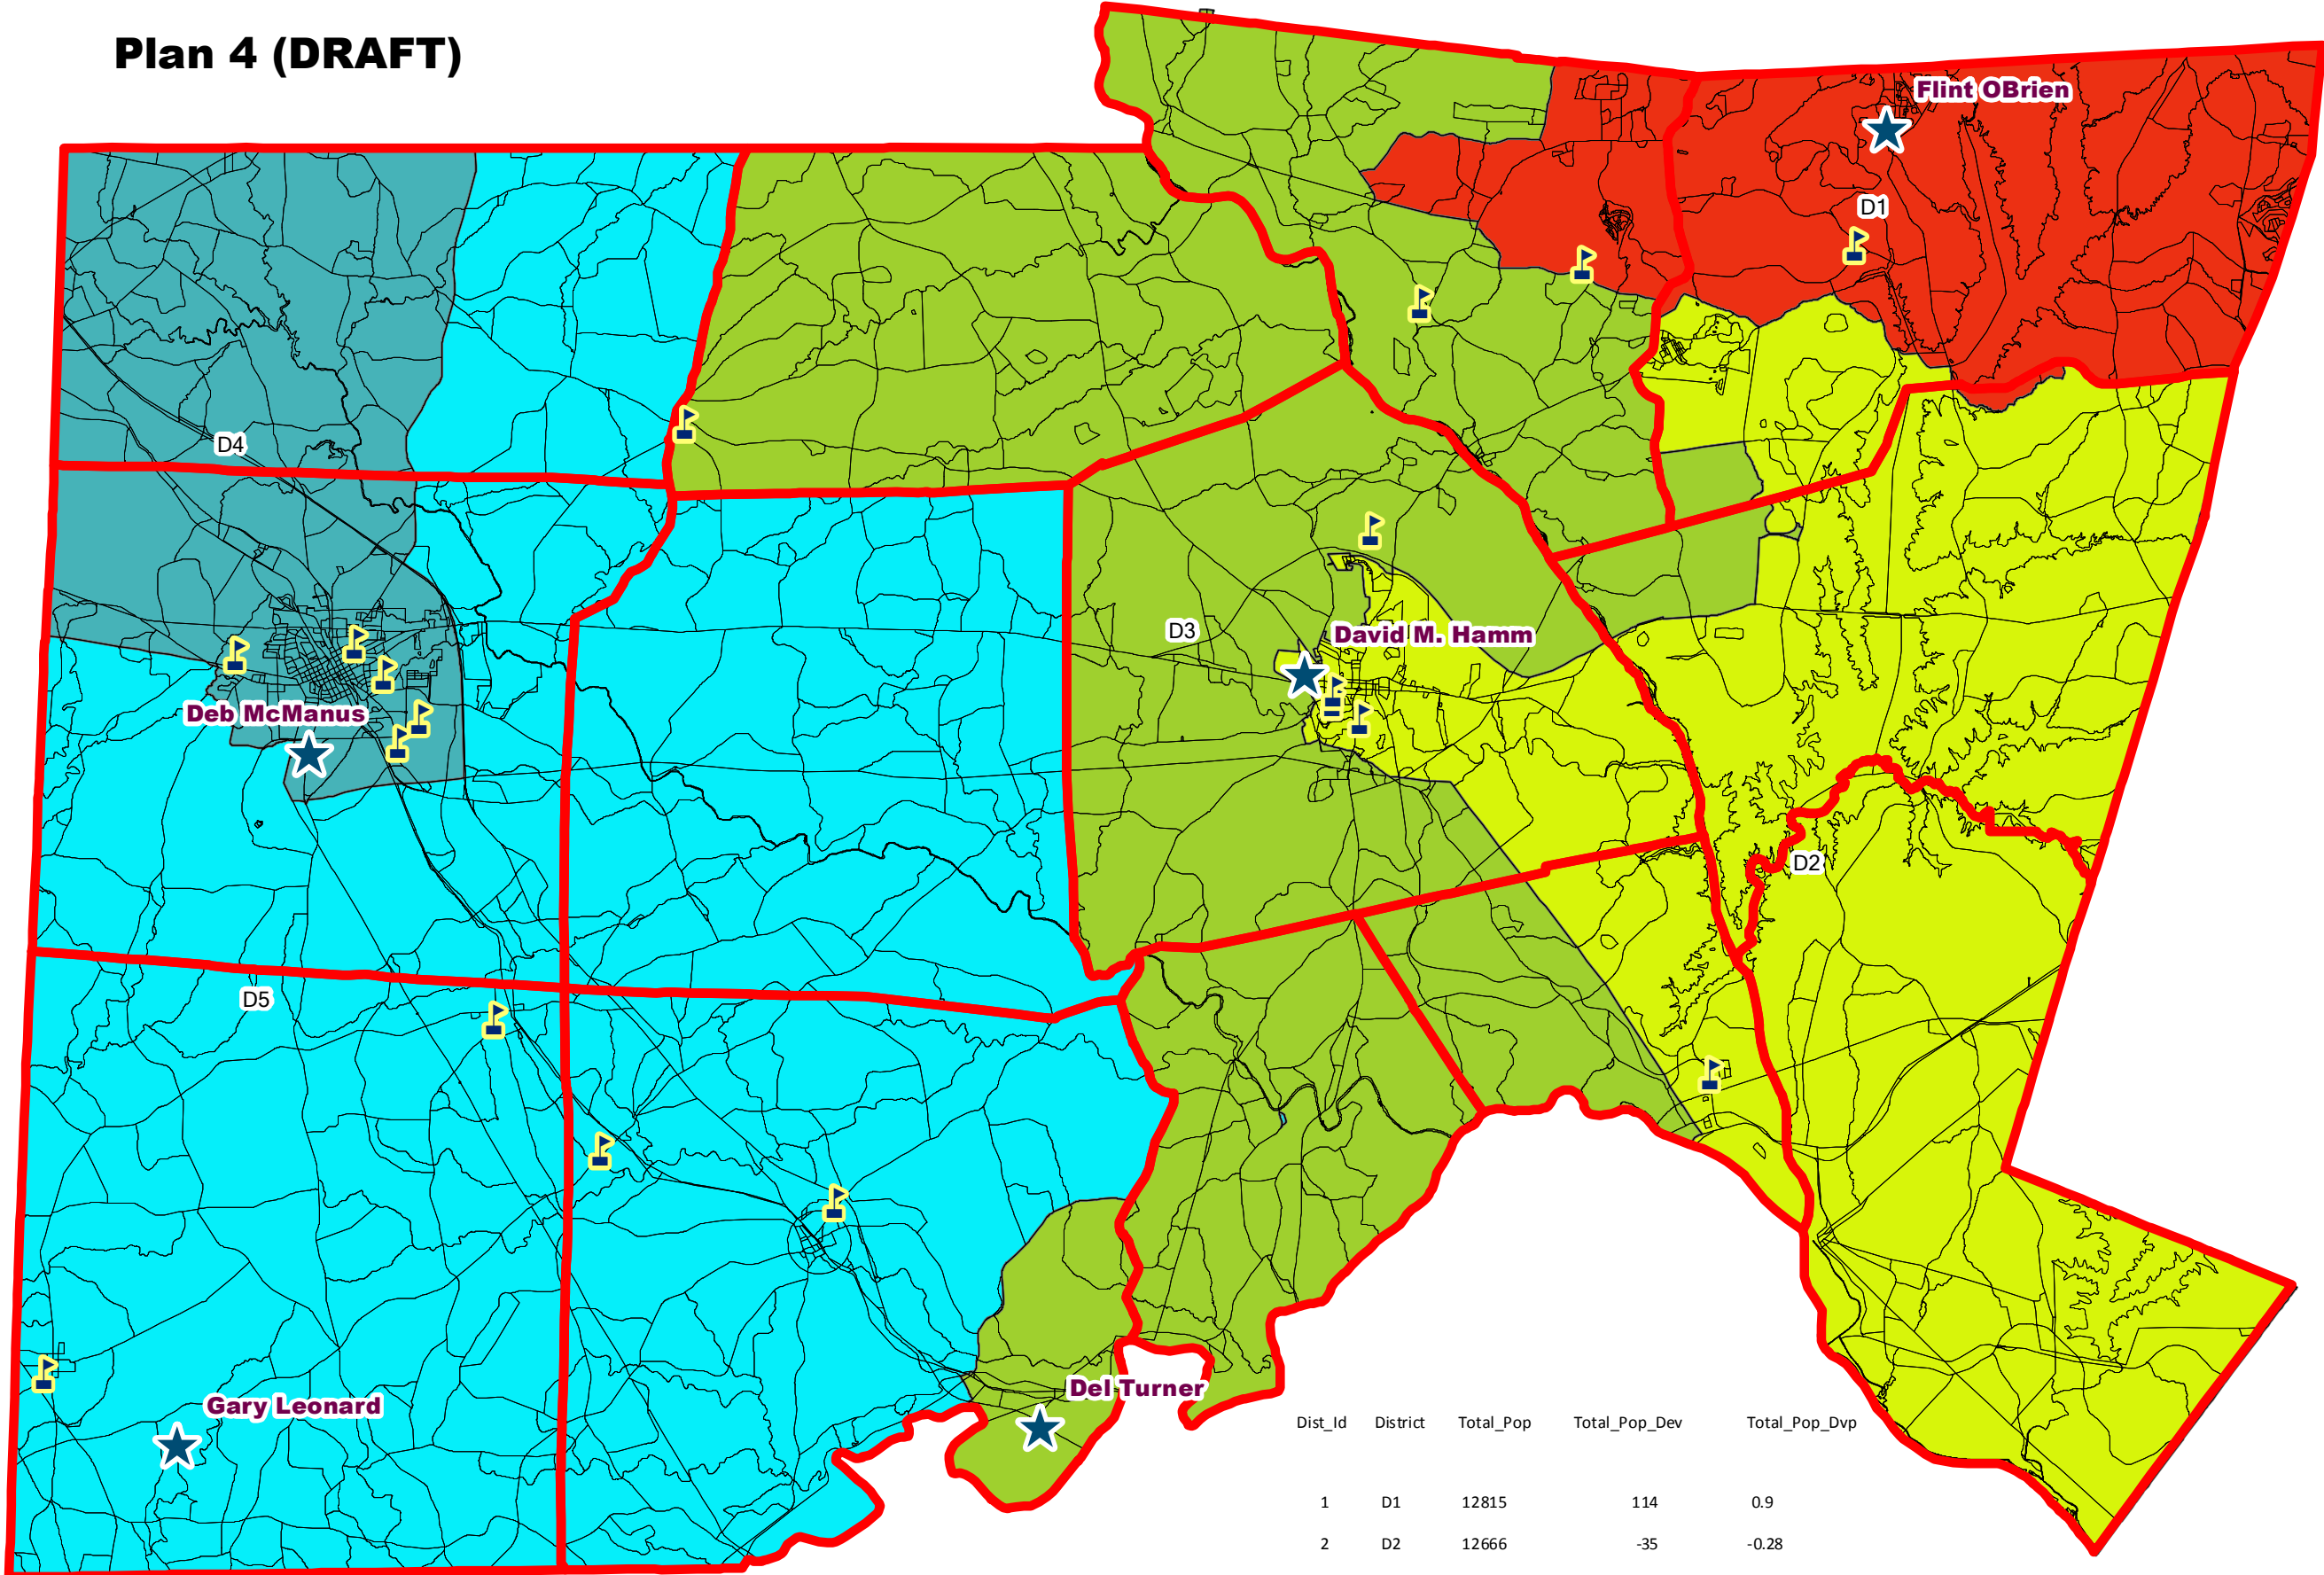 Plan 4 (DRAFT)
Flint OBrien
D1
D4
D3
David M. Hamm
Deb McManus
D2
D5
Del Turner
Gary Leonard
Dist_Id District Total_Pop Total_Pop_Dev Total_Pop_Dvp
1 D1 12815 114 0.9
2 D2 12666 -35 -0.28